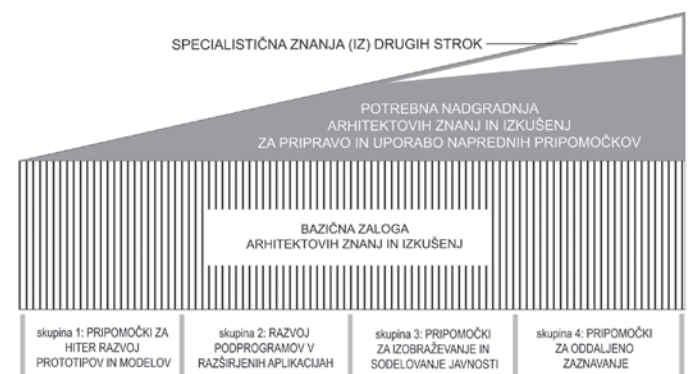 SPECIALISTIČNA ZNANJA (IZ) DRUGIH STROK
POTREBNA NADGRADNJA
ARHITEKTOVIH ZNANJ IN IZKUŠENJ
ZA PRIPRAVO IN UPORABO NAPREDNIH PRIPOMOČKOV
BAZIČNA ZALOGA
ARHITEKTOVIH ZNANJ IN IZKUŠENJ
skupina 1: PRIPOMOČKI ZA
HITER RAZVOJ
PROTOTIPOV IN MODELOV
skupina 2: RAZVOJ
PODPROGRAMOV V
RAZŠIRJENIH APLIKACIJAH
skupina 3: PRIPOMOČKI
ZA IZOBRAŽEVANJE IN
SODELOVANJE JAVNOSTI
skupina 4: PRIPOMOČKI
ZA ODDALJENO
ZAZNAVANJE